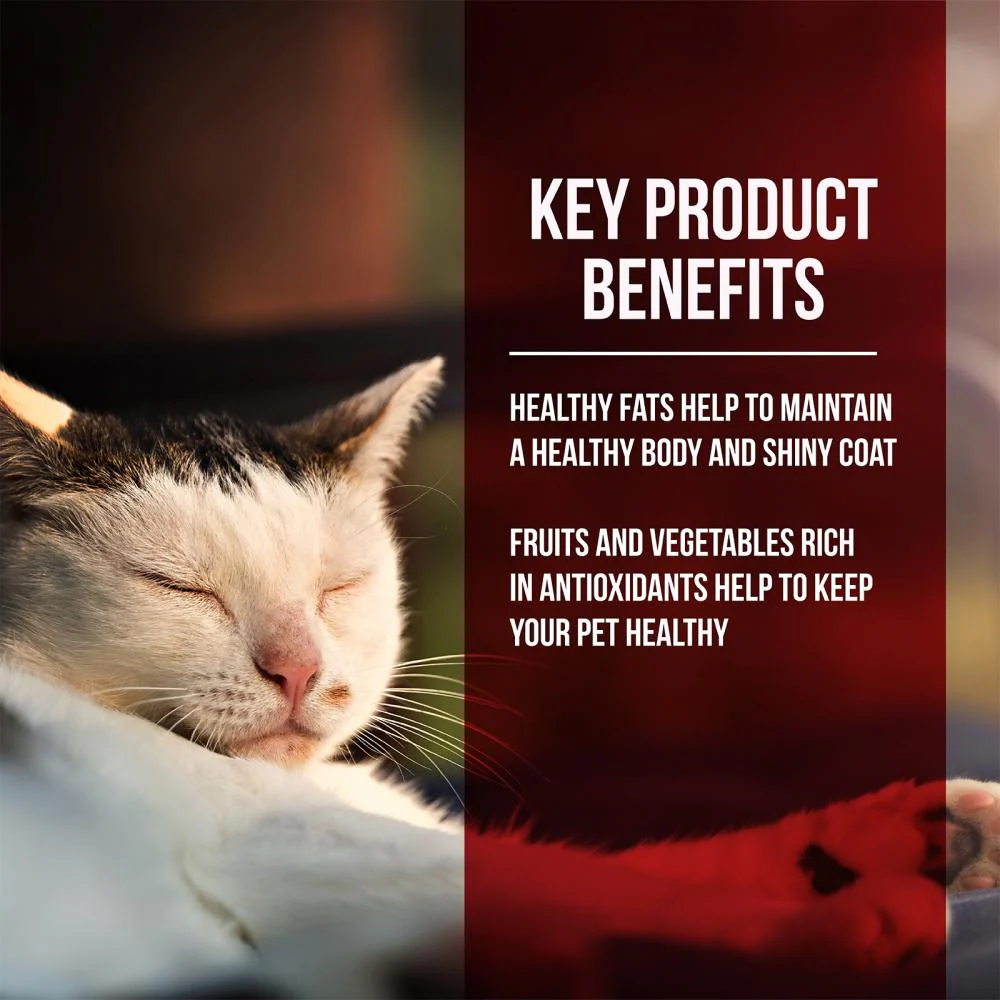 KEY PRODUCT
BENEFITS
HEALTHY FATS HELP TO MAINTAIN
A HEALTHY BODY AND SHINY COAT
FRUITS AND VEGETABLES RICH
IN ANTIOXIDANTS HELP TO KEEP
YOUR PET HEALTHY